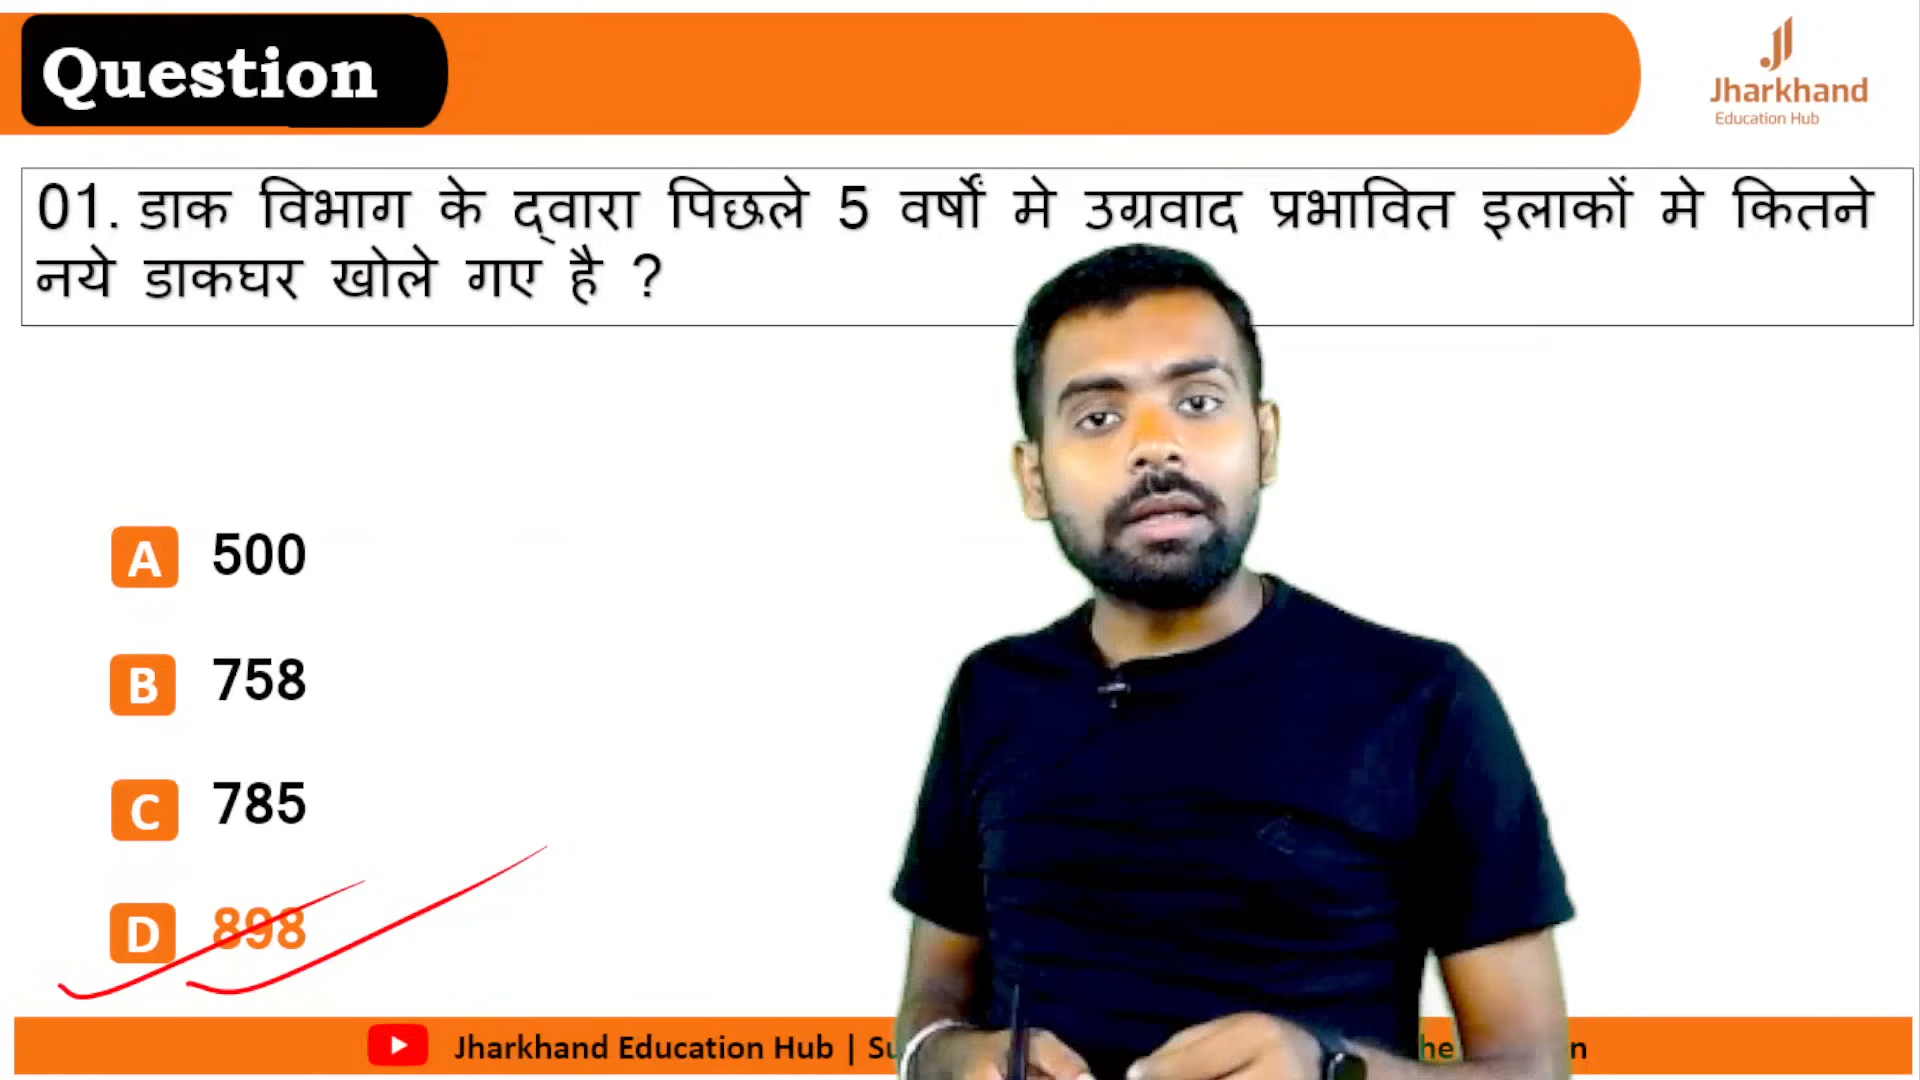 Question
Jharkhand
Education Hub
01. डाक विभाग के द्वारा पिछले 5 वर्षों मे उग्रवाद प्रभावित इलाकों मे कितने
नये डाकघर खोले गए है ?
A 500
B 758
C 785
D 898
Jharkhand Education Hub |